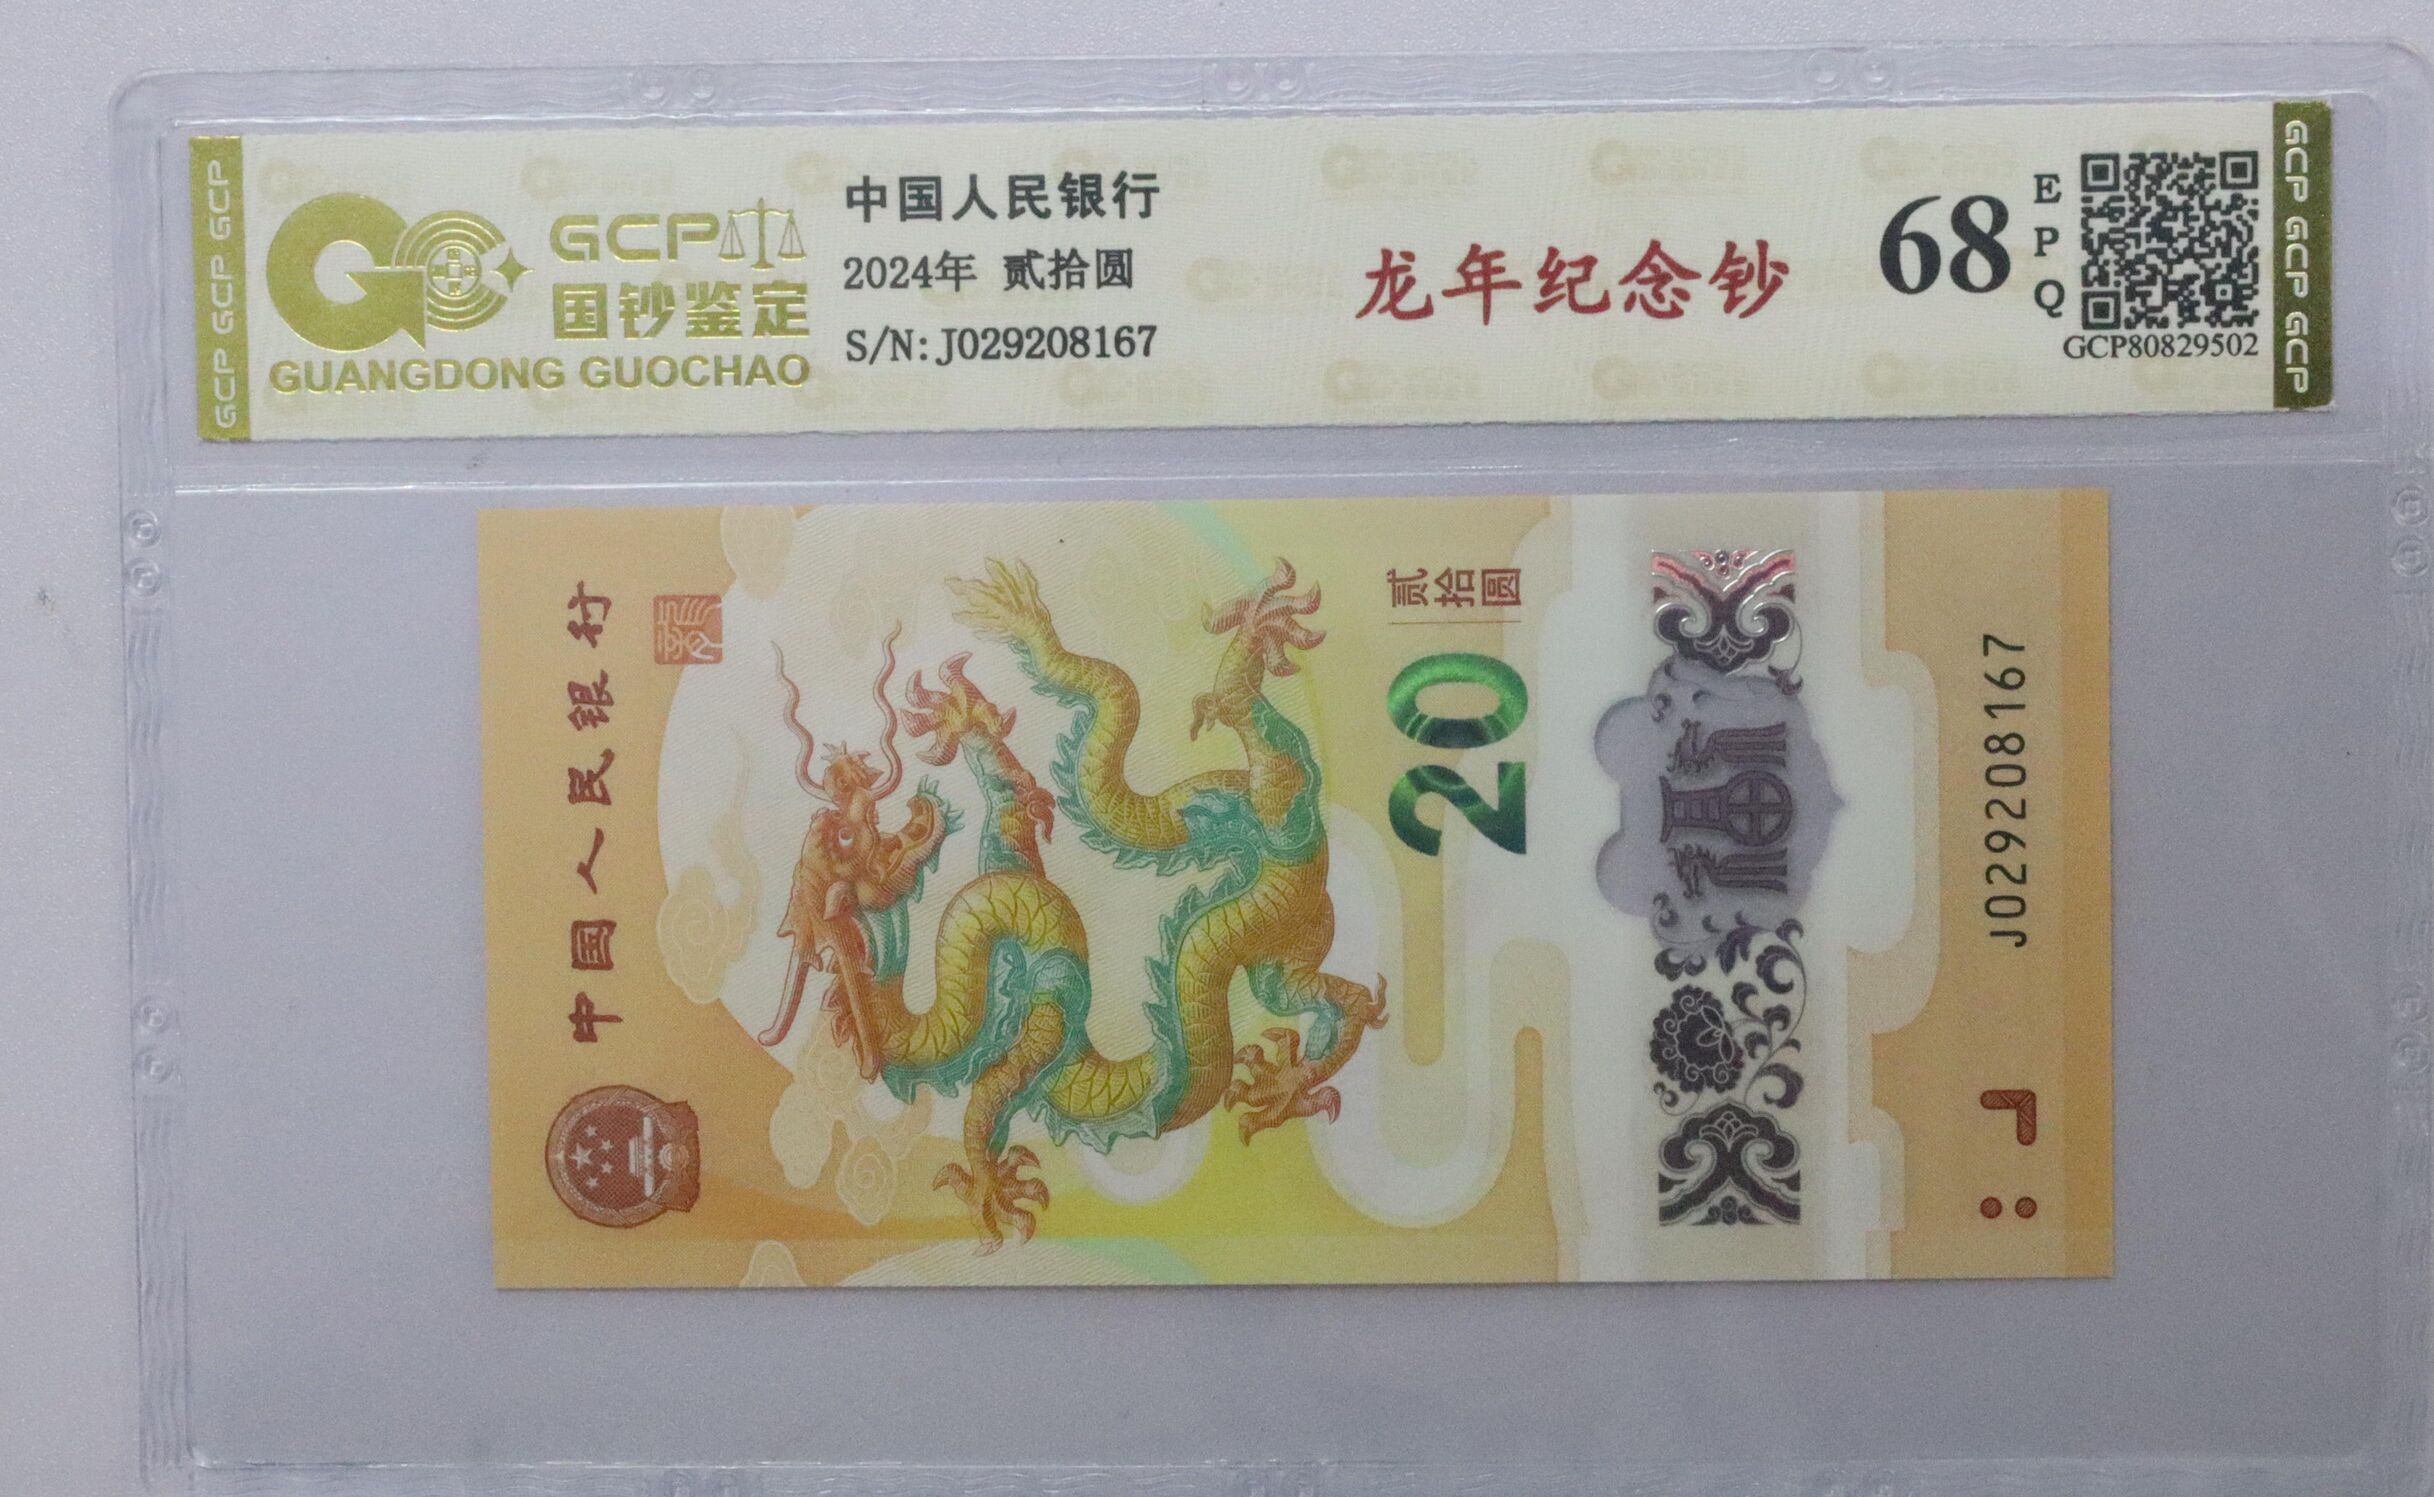 GCP GCP GCP
GCP
国钞鉴定
GUANGDONG GUOCHAO
中国人民银行
2024年 贰拾圆
S/N:J029208167
龙年纪念钞
68
EPQ
GCP80829502
GCP GCP GCP
中国人民银行
贰拾圆
20
J029208167